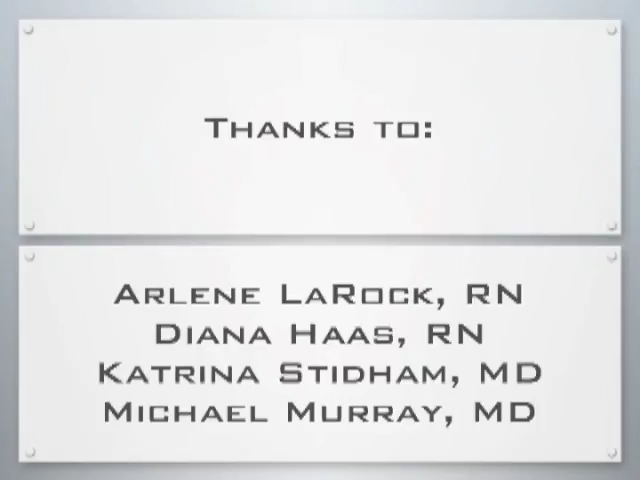 Thanks to:
Arlene LaRock, RN
Diana Haas, RN
Katrina Stidham, MD
Michael Murray, MD